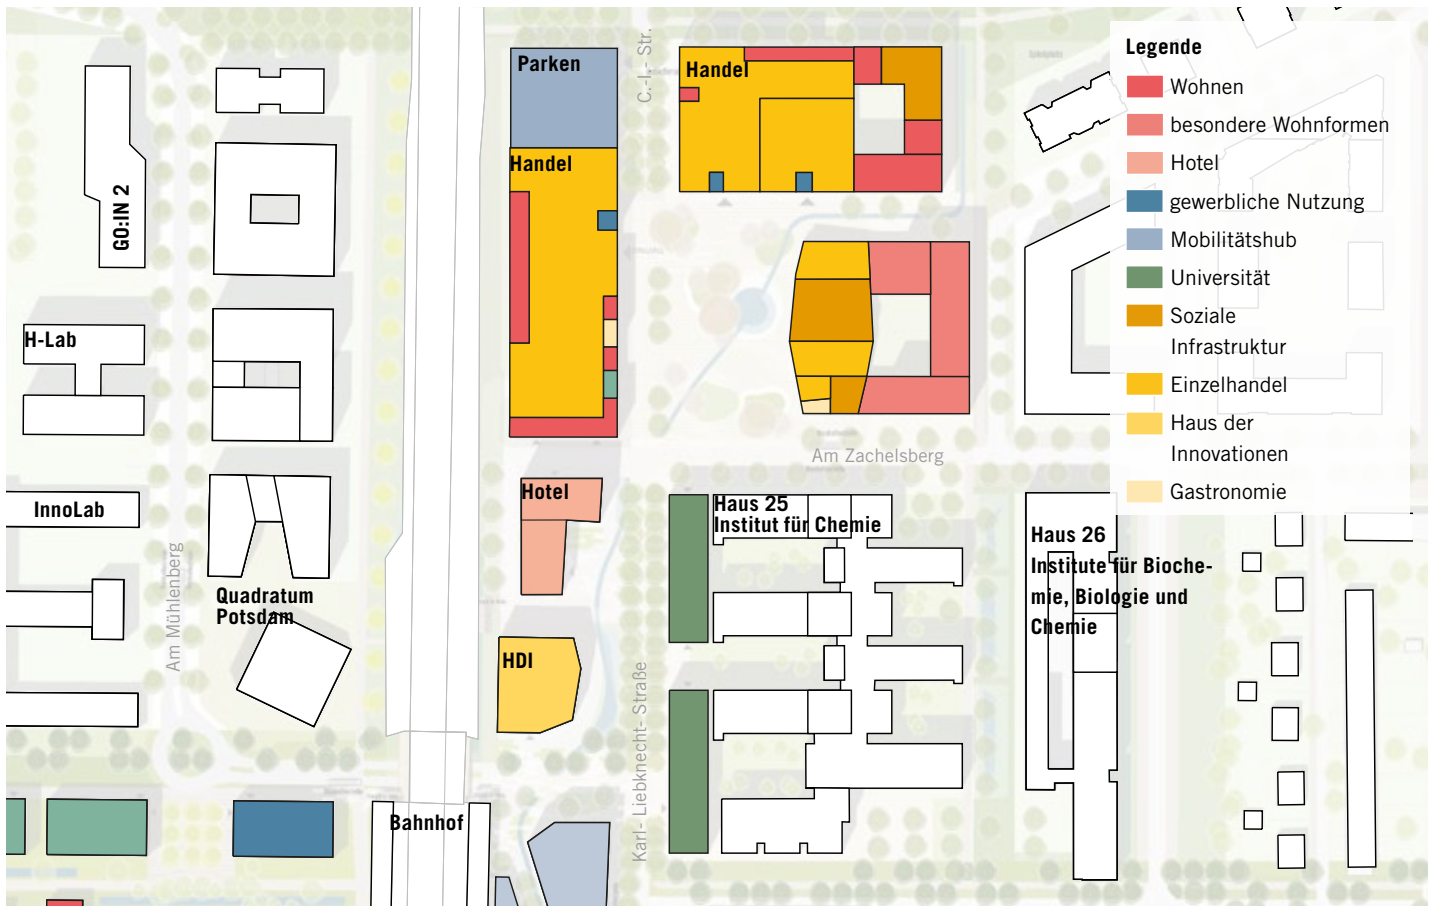 Parken
C.-I.- Str.
Handel
Legende
Wohnen
besondere Wohnformen
Hotel
gewerbliche Nutzung
Mobilitätshub
Universität
Soziale
Infrastruktur
Einzelhandel
Haus der
Innovationen
Gastronomie
Handel
GO:IN 2
H-Lab
Am Zachelsberg
InnoLab
Hotel
Haus 25
Institut für Chemie
Haus 26
Institute für Bioche-
mie, Biologie und
Chemie
Am Mühlenberg
Quadratum
Potsdam
HDI
Karl- Liebknecht- Straße
Bahnhof